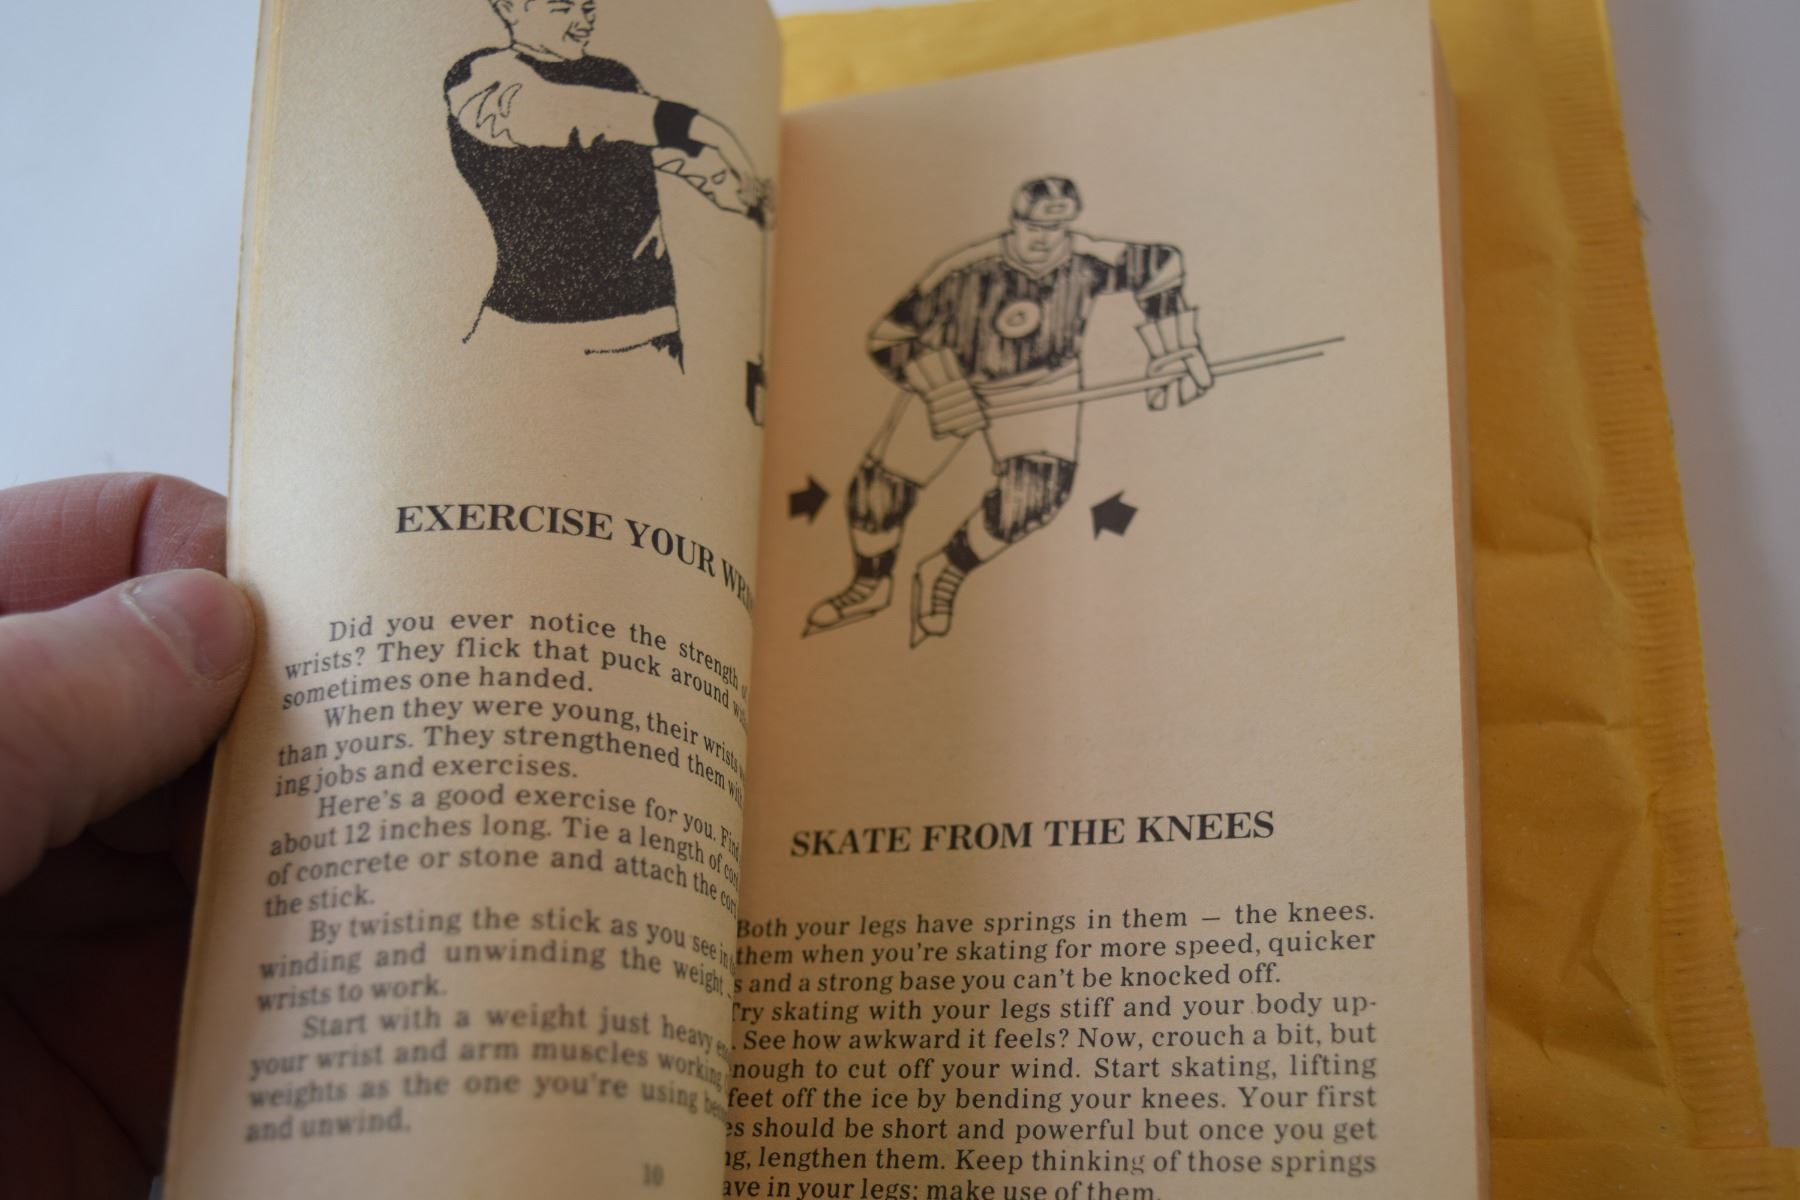 EXERCISE YOUR
Did you ever notice the strength
wrists? They flick that puck around
sometimes one handed.
When they were young, their wrists
than yours. They strengthened them
ing jobs and exercises.
Here's a good exercise for you. Find
about 12 inches long. Tie a length of
of concrete or stone and attach the
the stick.
By twisting the stick as you see in
winding and unwinding the weight
wrists to work.
Start with a weight just heavy
your wrist and arm muscles working
weights as the one you're using
and unwind.
10
SKATE FROM THE KNEES
Both your legs have springs in them — the knees.
them when you're skating for more speed, quicker
and a strong base you can't be knocked off.
Try skating with your legs stiff and your body up-
See how awkward it feels? Now, crouch a bit, but
to cut off your wind. Start skating, lifting
feet off the ice by bending your knees. Your first
should be short and powerful but once you get
lengthen them. Keep thinking of those springs
in your legs; make use of them.